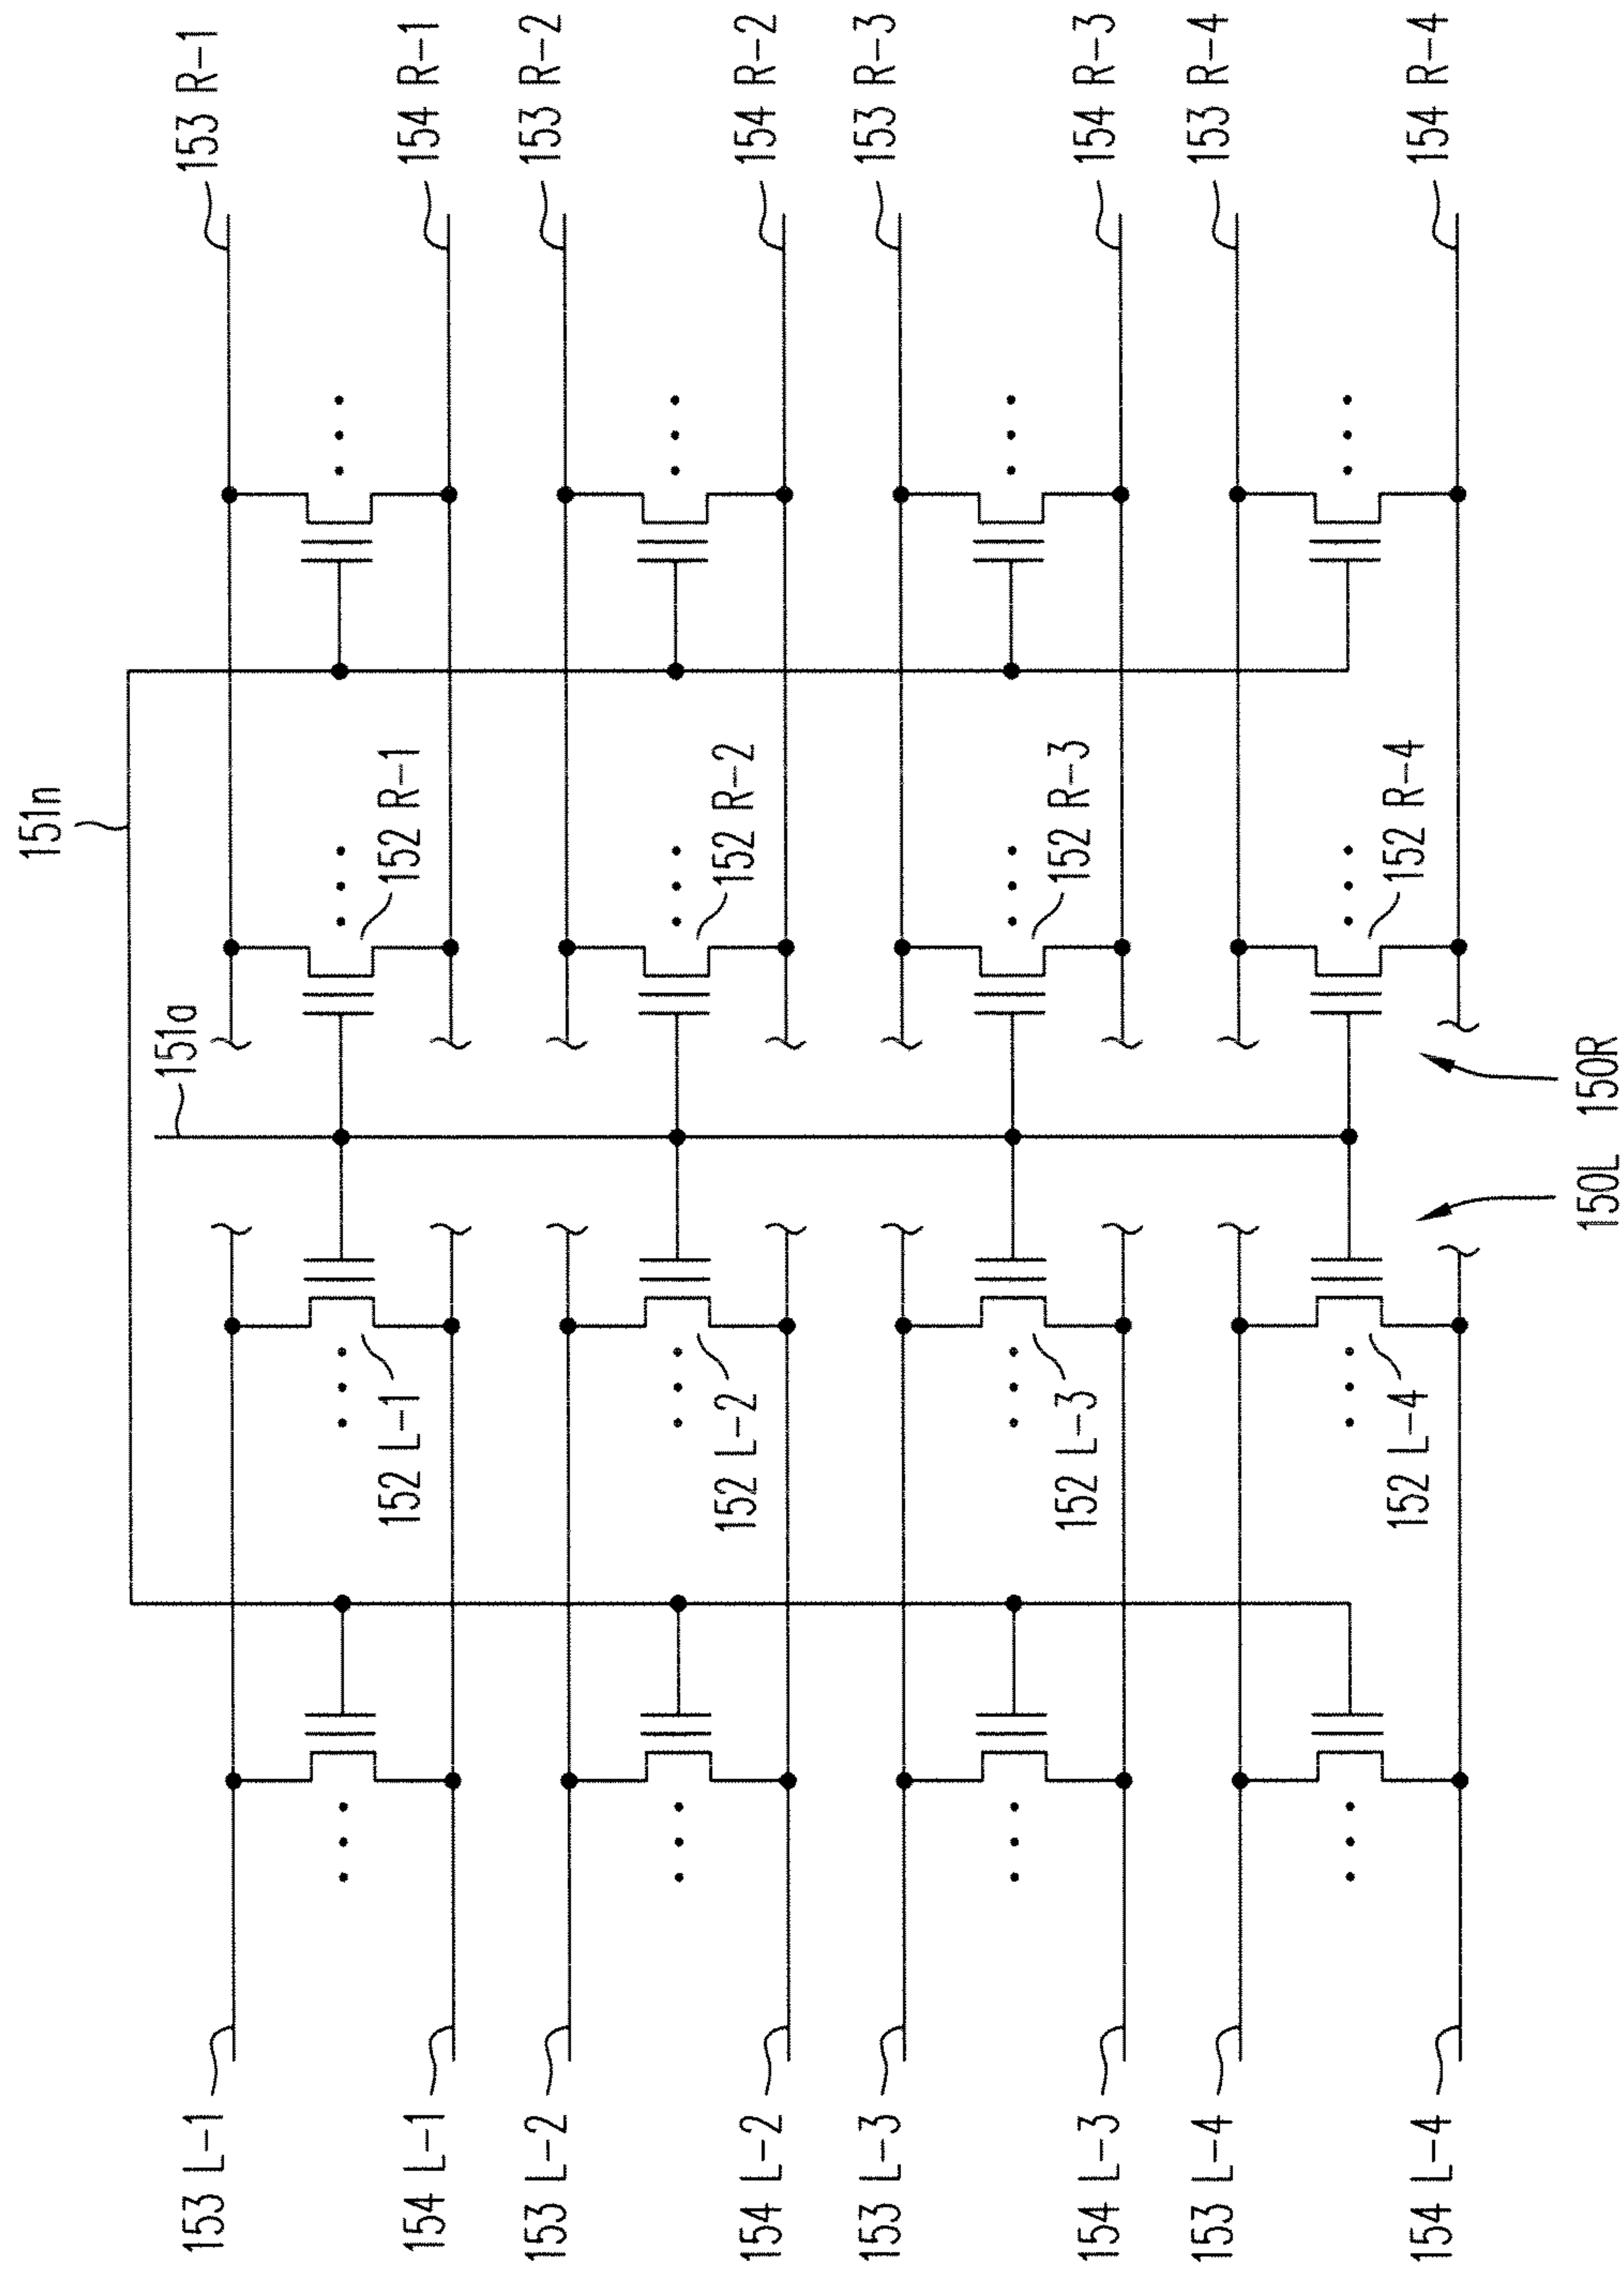 153 R-1
154 R-1
153 R-2
154 R-2
153 R-3
154 R-3
153 R-4
154 R-4
151n
152 R-1
152 R-2
152 R-3
152 R-4
151a
150R
150L
152 L-1
152 L-2
152 L-3
152 L-4
153 L-1
154 L-1
153 L-2
154 L-2
153 L-3
154 L-3
153 L-4
154 L-4